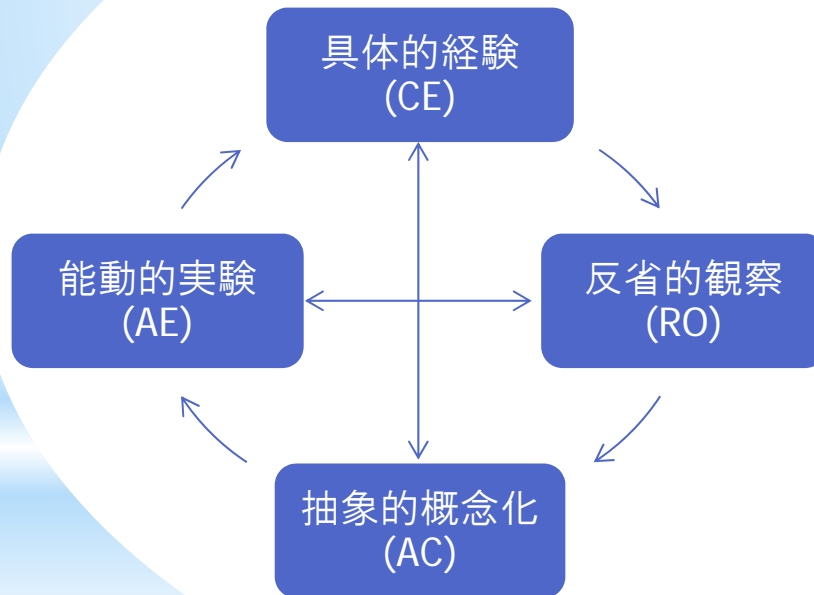 具体的経験
(CE)
能動的実験
(AE)
反省的観察
(RO)
抽象的概念化
(AC)